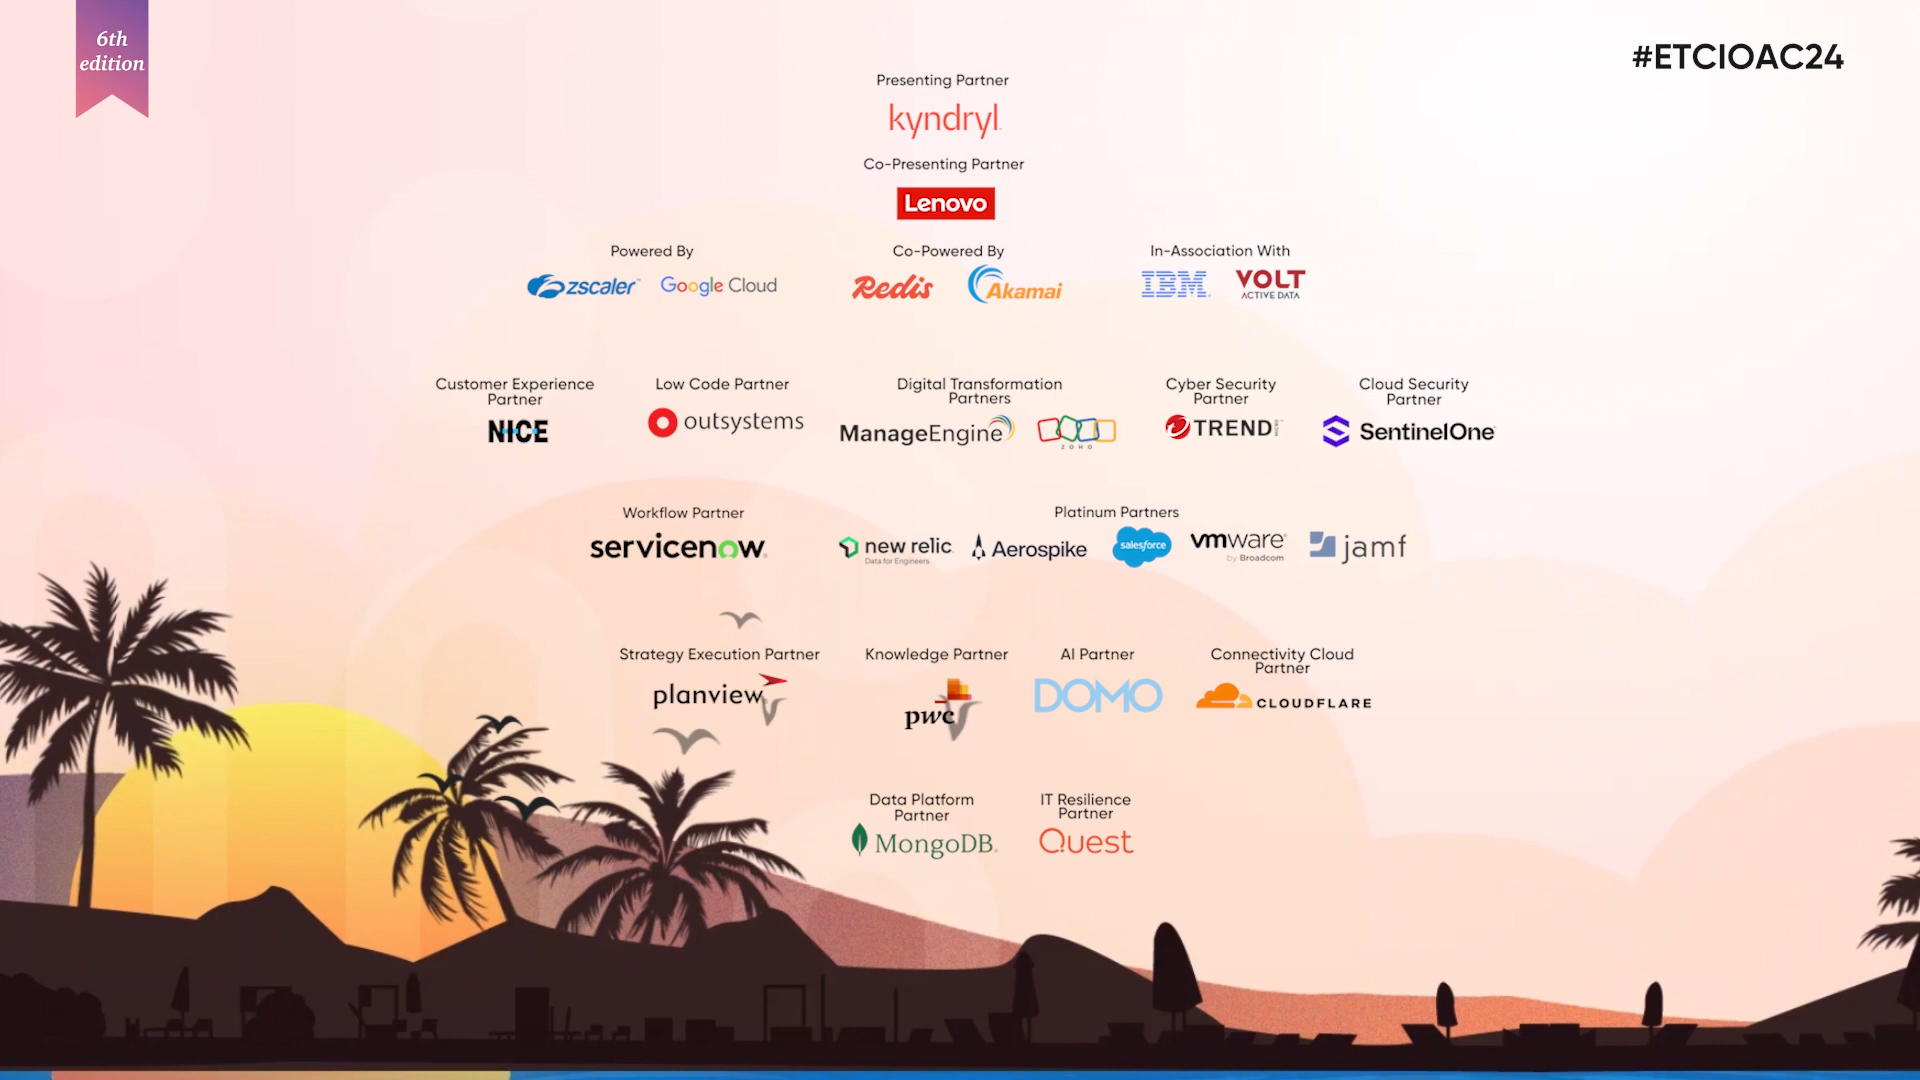 6th
edition
#ETCIOAC24
Presenting Partner
kyndryl
Co-Presenting Partner
Lenovo
Powered By
zscaler™ Google Cloud
Co-Powered By
Redis Akamai
In-Association With
IBM® VOLT
ACTIVE DATA
Customer Experience
Partner
NICE
Low Code Partner
outsystems
Digital Transformation
Partners
ManageEngine ZOHO
Cyber Security
Partner
TREND MICRO
Cloud Security
Partner
SentinelOne
Workflow Partner
servicenow
Platinum Partners
new relic
Data for Engineers
Aerospike
salesforce
vmware®
by Broadcom
jamf
Strategy Execution Partner
planview
Knowledge Partner
pwc
AI Partner
DOMO
Connectivity Cloud
Partner
CLOUDFLARE
Data Platform
Partner
MongoDB®
IT Resilience
Partner
Quest